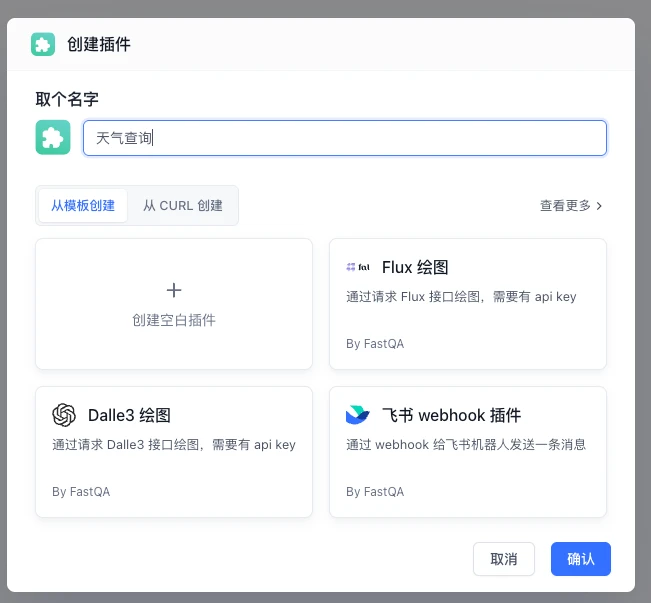 创建插件
取个名字
天气查询
从模板创建
从 CURL 创建
查看更多
创建空白插件
fal
Flux 绘图
通过请求 Flux 接口绘图，需要有 api key
By FastQA
Dalle3 绘图
通过请求 Dalle3 接口绘图，需要有 api key
By FastQA
飞书 webhook 插件
通过 webhook 给飞书机器人发送一条消息
By FastQA
取消
确认